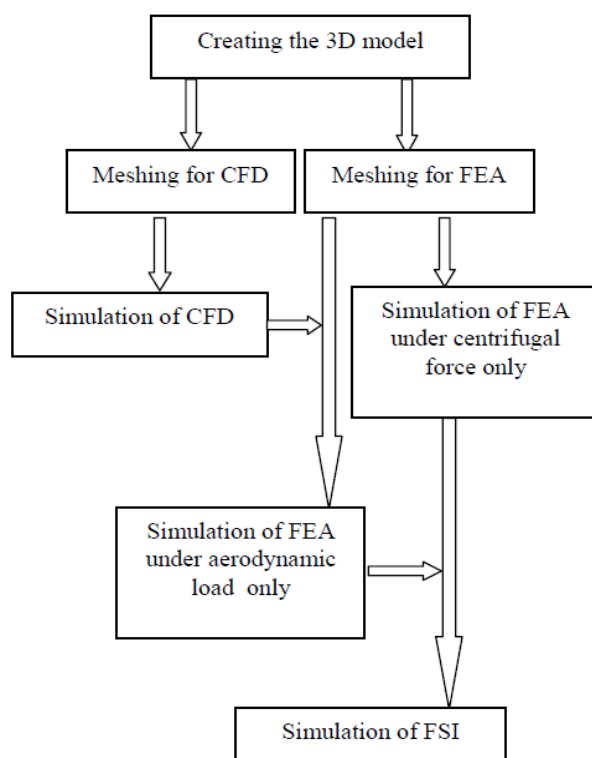 Creating the 3D model
Meshing for CFD
Meshing for FEA
Simulation of CFD
Simulation of FEA
under centrifugal
force only
Simulation of FEA
under aerodynamic
load only
Simulation of FSI